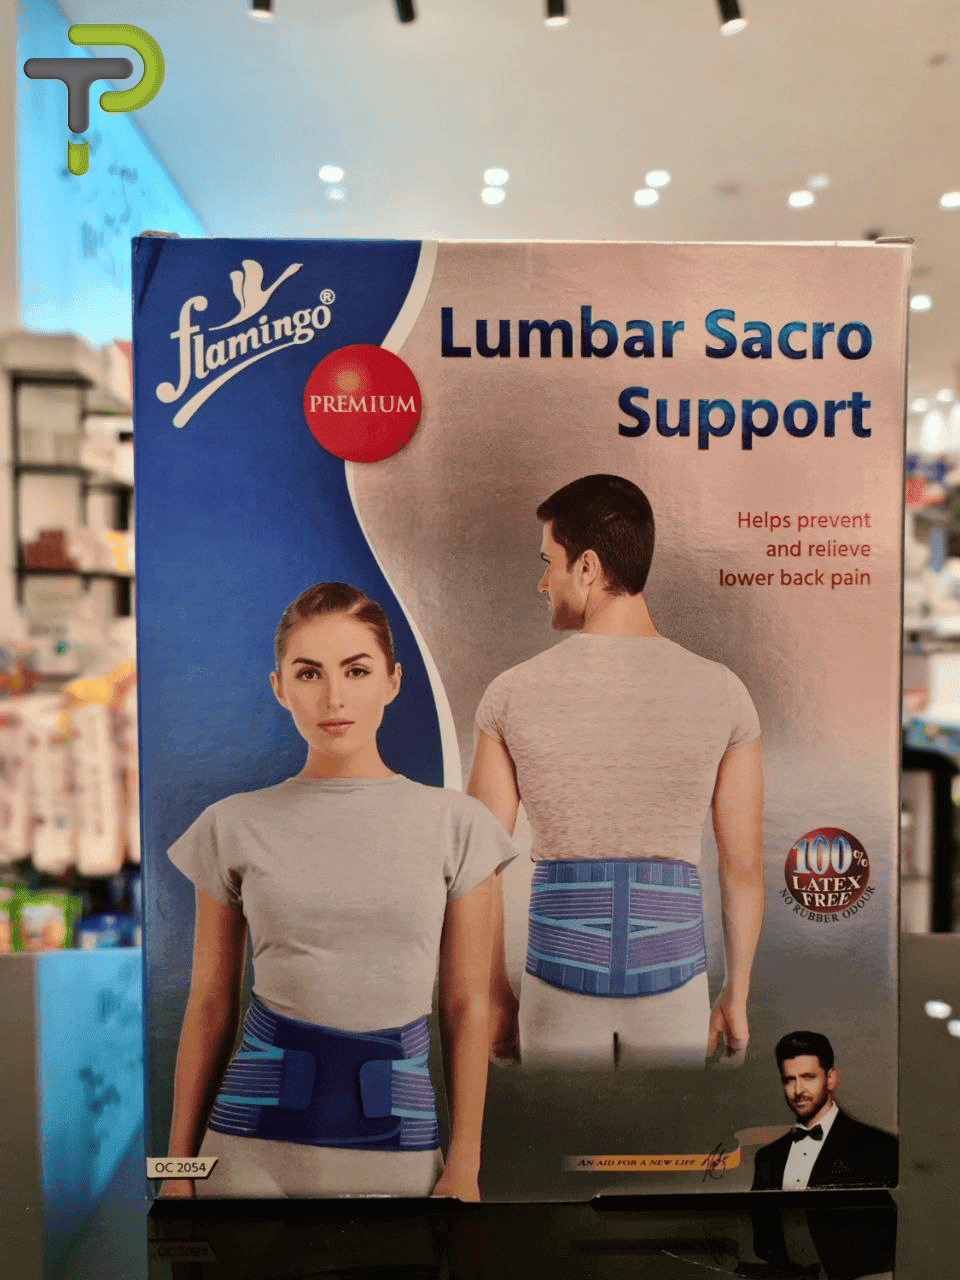 TP
flamingo®
PREMIUM
Lumbar Sacro
Support
Helps prevent
and relieve
lower back pain
100%
LATEX
FREE
NO RUBBER ODOUR
AN AID FOR A NEW LIFE
OC 2054